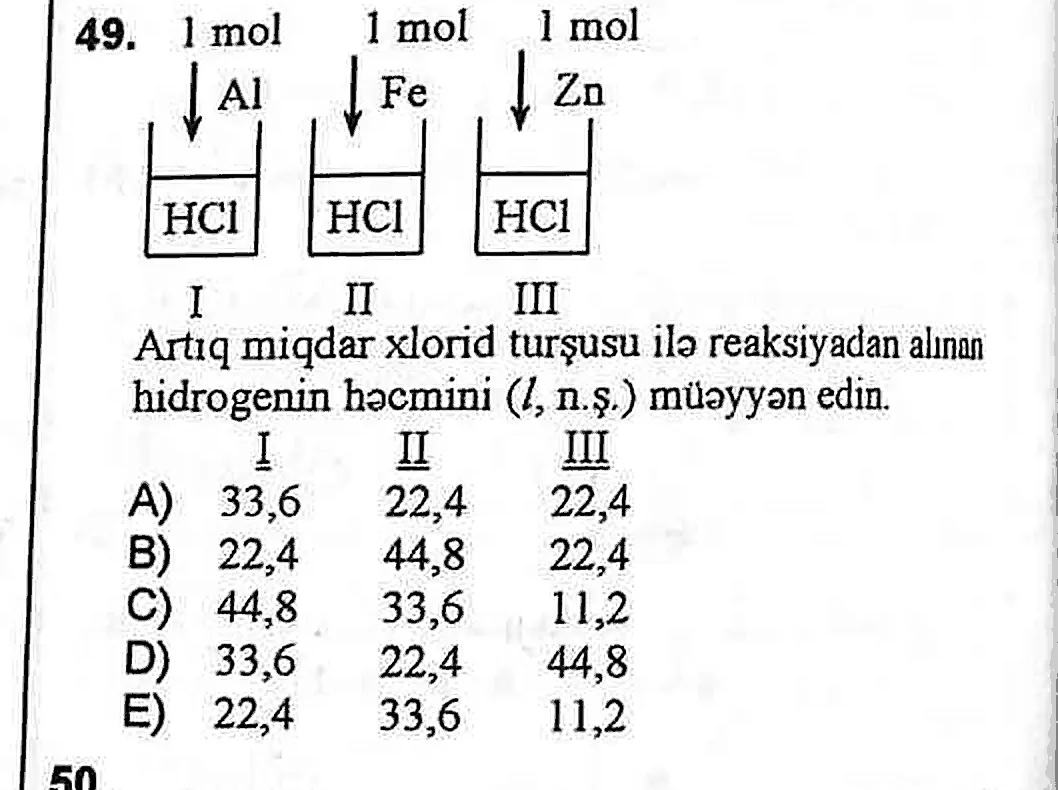 49. 1 mol 1 mol 1 mol
Al Fe Zn
HCl HCl HCl
I II III
Artıq miqdar xlorid turşusu ilə reaksiyadan alınan
hidrogenin həcmini (l, n.ş.) müəyyən edin.
I II III
A) 33,6 22,4 22,4
B) 22,4 44,8 22,4
C) 44,8 33,6 11,2
D) 33,6 22,4 44,8
E) 22,4 33,6 11,2
50